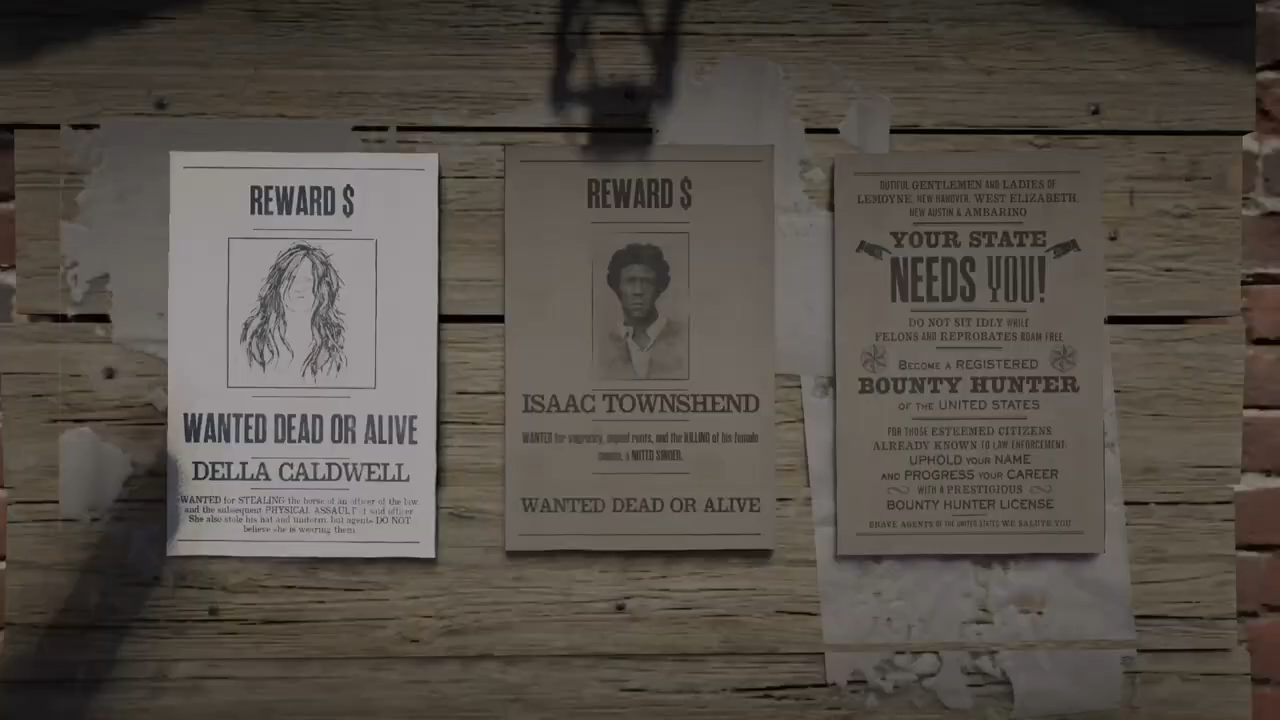 REWARD $
WANTED DEAD OR ALIVE
DELLA CALDWELL
WANTED for STEALING the horse of an officer of the law
and the subsequent PHYSICAL ASSAULT of said officer
She also stole his hat and uniform, but agents DO NOT
believe she is wearing them
REWARD $
ISAAC TOWNSHEND
WANTED for vagrancy, unpaid rents, and the KILLING of his female
cousin, a NOTED SINGER.
WANTED DEAD OR ALIVE
DUTIFUL GENTLEMEN AND LADIES OF
LEMOYNE, NEW HANOVER, WEST ELIZABETH,
NEW AUSTIN & AMBARINO
YOUR STATE
NEEDS YOU!
DO NOT SIT IDLY WHILE
FELONS AND REPROBATES ROAM FREE
BECOME A REGISTERED
BOUNTY HUNTER
OF THE UNITED STATES
FOR THOSE ESTEEMED CITIZENS
ALREADY KNOWN TO LAW ENFORCEMENT:
UPHOLD YOUR NAME
AND PROGRESS YOUR CAREER
WITH A PRESTIGIOUS
BOUNTY HUNTER LICENSE
BRAVE AGENTS OF THE UNITED STATES WE SALUTE YOU